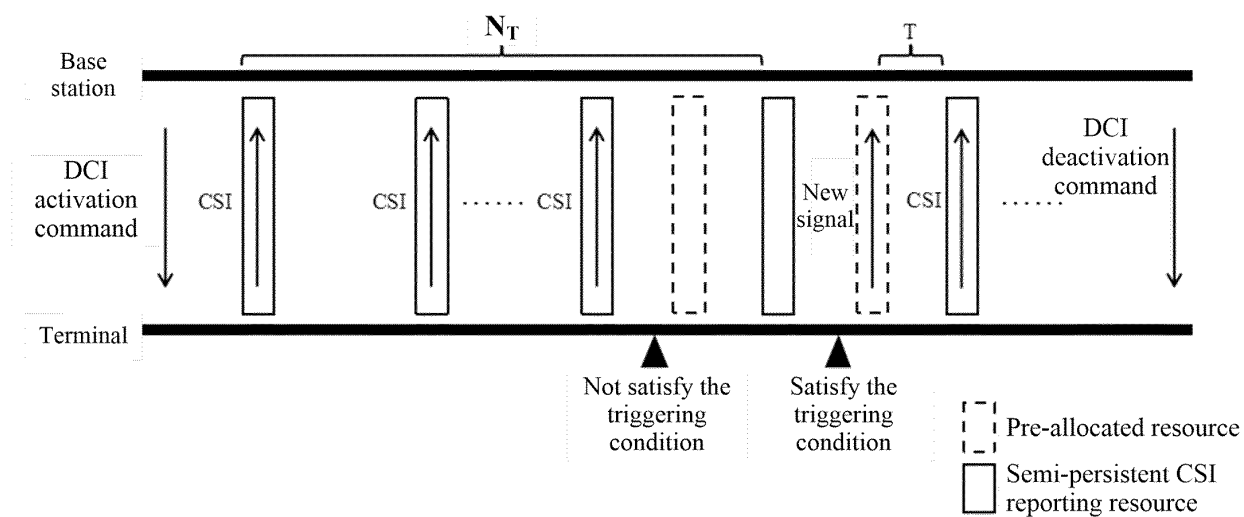 N_T
T
Base
station
DCI
activation
command
CSI
CSI
......
CSI
New
signal
CSI
......
DCI
deactivation
command
Terminal
Not satisfy the
triggering
condition
Satisfy the
triggering
condition
Pre-allocated resource
Semi-persistent CSI
reporting resource